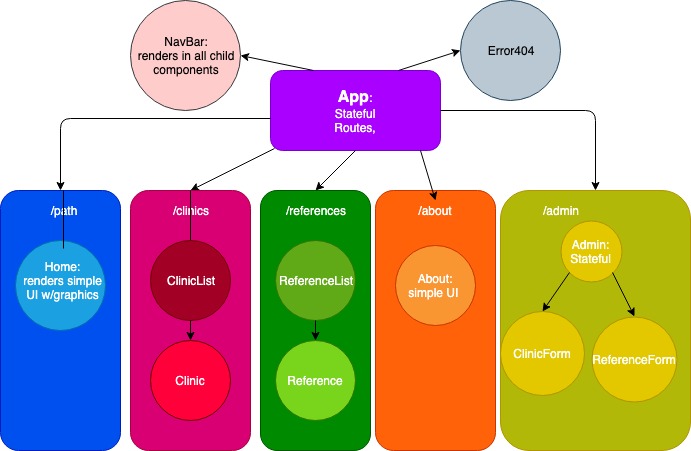 NavBar:
renders in all child
components
Error404
App:
Stateful
Routes,
/path
/clinics
/references
/about
/admin
Home:
renders simple
UI w/graphics
ClinicList
ReferenceList
About:
simple UI
Admin:
Stateful
Clinic
Reference
ClinicForm
ReferenceForm